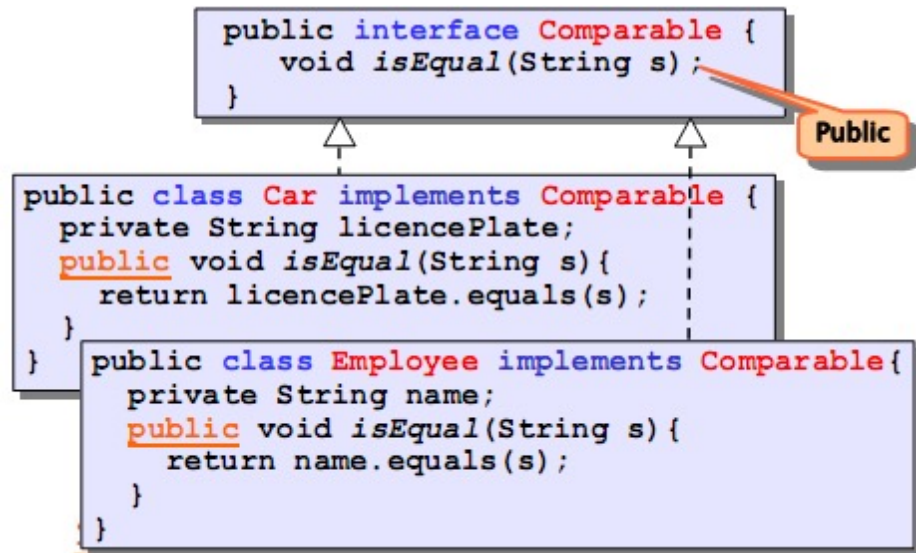 public interface Comparable {
void isEqual(String s);
}
Public
public class Car implements Comparable {
private String licencePlate;
public void isEqual(String s){
return licencePlate.equals(s);
}
}
public class Employee implements Comparable{
private String name;
public void isEqual(String s){
return name.equals(s);
}
}